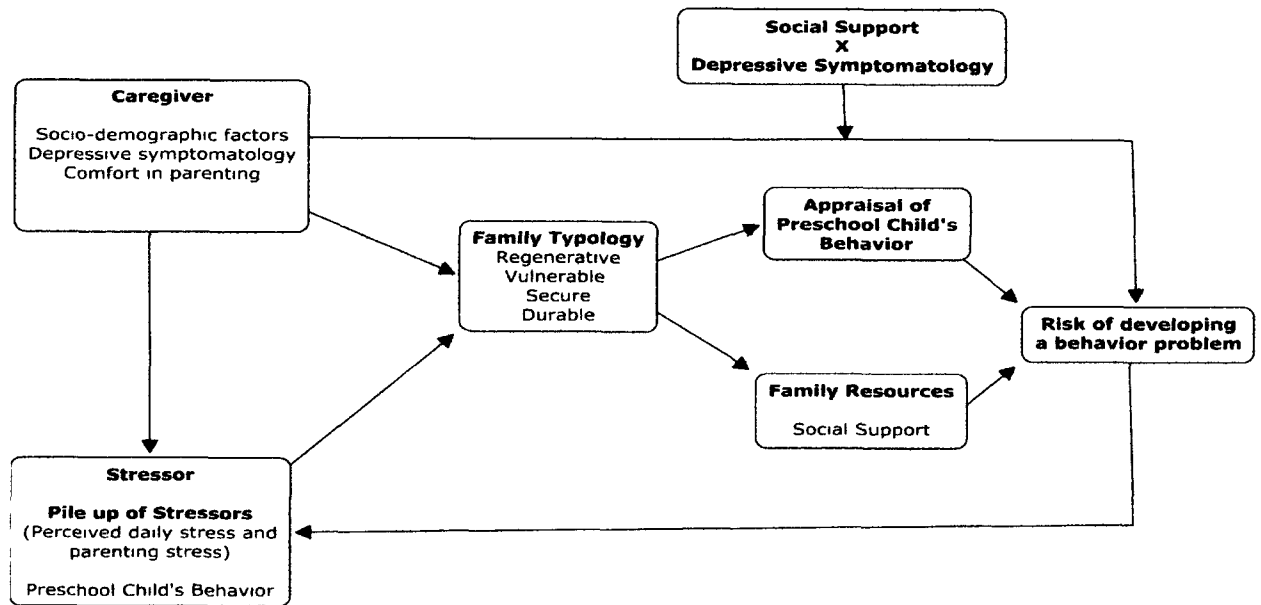 Social Support
X
Depressive Symptomatology
Caregiver
Socio-demographic factors
Depressive symptomatology
Comfort in parenting
Family Typology
Regenerative
Vulnerable
Secure
Durable
Appraisal of
Preschool Child's
Behavior
Risk of developing
a behavior problem
Family Resources
Social Support
Stressor
Pile up of Stressors
(Perceived daily stress and
parenting stress)
Preschool Child's Behavior